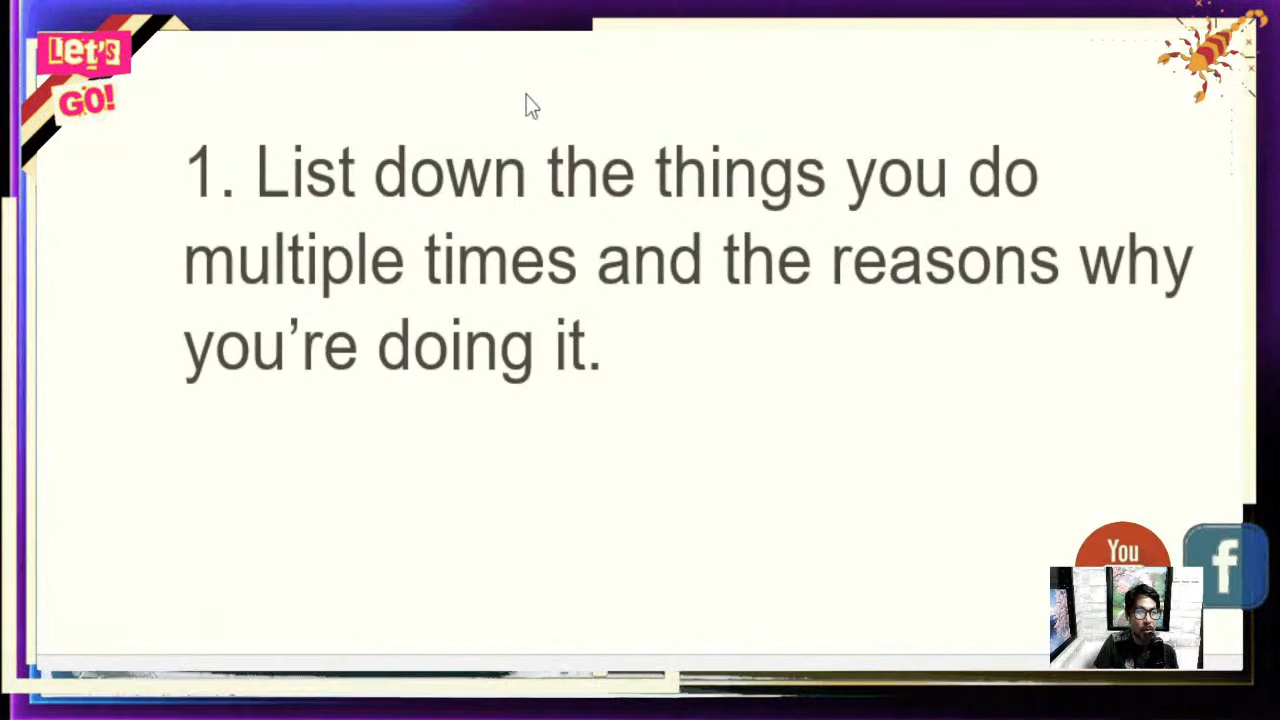 Let's
GO!
1. List down the things you do
multiple times and the reasons why
you’re doing it.
You
f